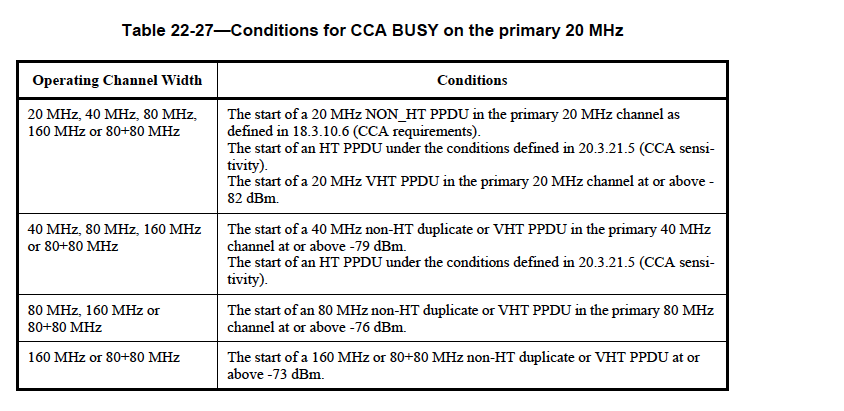 Table 22-27—Conditions for CCA BUSY on the primary 20 MHz
Operating Channel Width
Conditions
20 MHz, 40 MHz, 80 MHz,
160 MHz or 80+80 MHz
The start of a 20 MHz NON_HT PPDU in the primary 20 MHz channel as
defined in 18.3.10.6 (CCA requirements).
The start of an HT PPDU under the conditions defined in 20.3.21.5 (CCA sensi-
tivity).
The start of a 20 MHz VHT PPDU in the primary 20 MHz channel at or above -
82 dBm.
40 MHz, 80 MHz, 160 MHz
or 80+80 MHz
The start of a 40 MHz non-HT duplicate or VHT PPDU in the primary 40 MHz
channel at or above -79 dBm.
The start of an HT PPDU under the conditions defined in 20.3.21.5 (CCA sensi-
tivity).
80 MHz, 160 MHz or
80+80 MHz
The start of an 80 MHz non-HT duplicate or VHT PPDU in the primary 80 MHz
channel at or above -76 dBm.
160 MHz or 80+80 MHz
The start of a 160 MHz or 80+80 MHz non-HT duplicate or VHT PPDU at or
above -73 dBm.